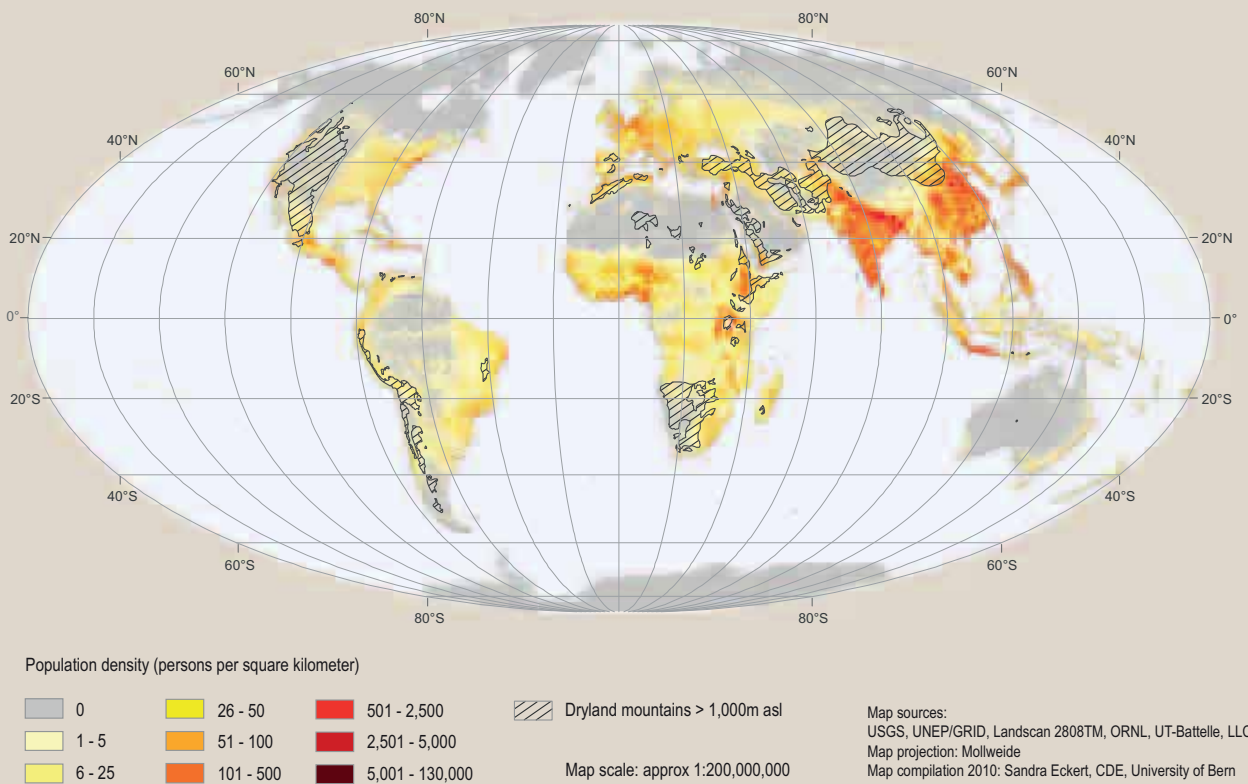 80°N 80°N
60°N 60°N
40°N 40°N
20°N 20°N
0° 0°
20°S 20°S
40°S 40°S
60°S 60°S
80°S 80°S
Population density (persons per square kilometer)
0
1 - 5
6 - 25
26 - 50
51 - 100
101 - 500
501 - 2,500
2,501 - 5,000
5,001 - 130,000
Dryland mountains > 1,000m asl
Map scale: approx 1:200,000,000
Map sources:
USGS, UNEP/GRID, Landscan 2808TM, ORNL, UT-Battelle, LLC
Map projection: Mollweide
Map compilation 2010: Sandra Eckert, CDE, University of Bern